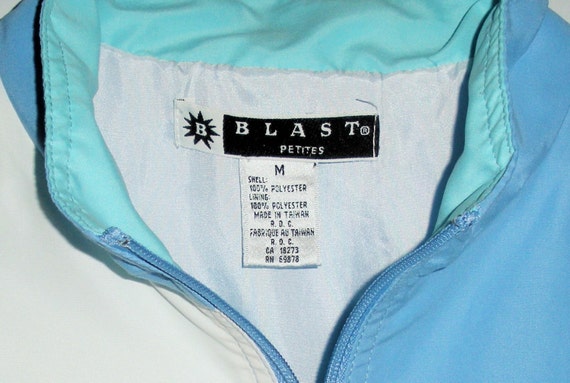 B BLAST®
PETITES
M
SHELL:
100% POLYESTER
LINING:
100% POLYESTER
MADE IN TAIWAN
R.O.C.
FABRIQUE AU TAIWAN
R.O.C.
CA 18273
RN 69878